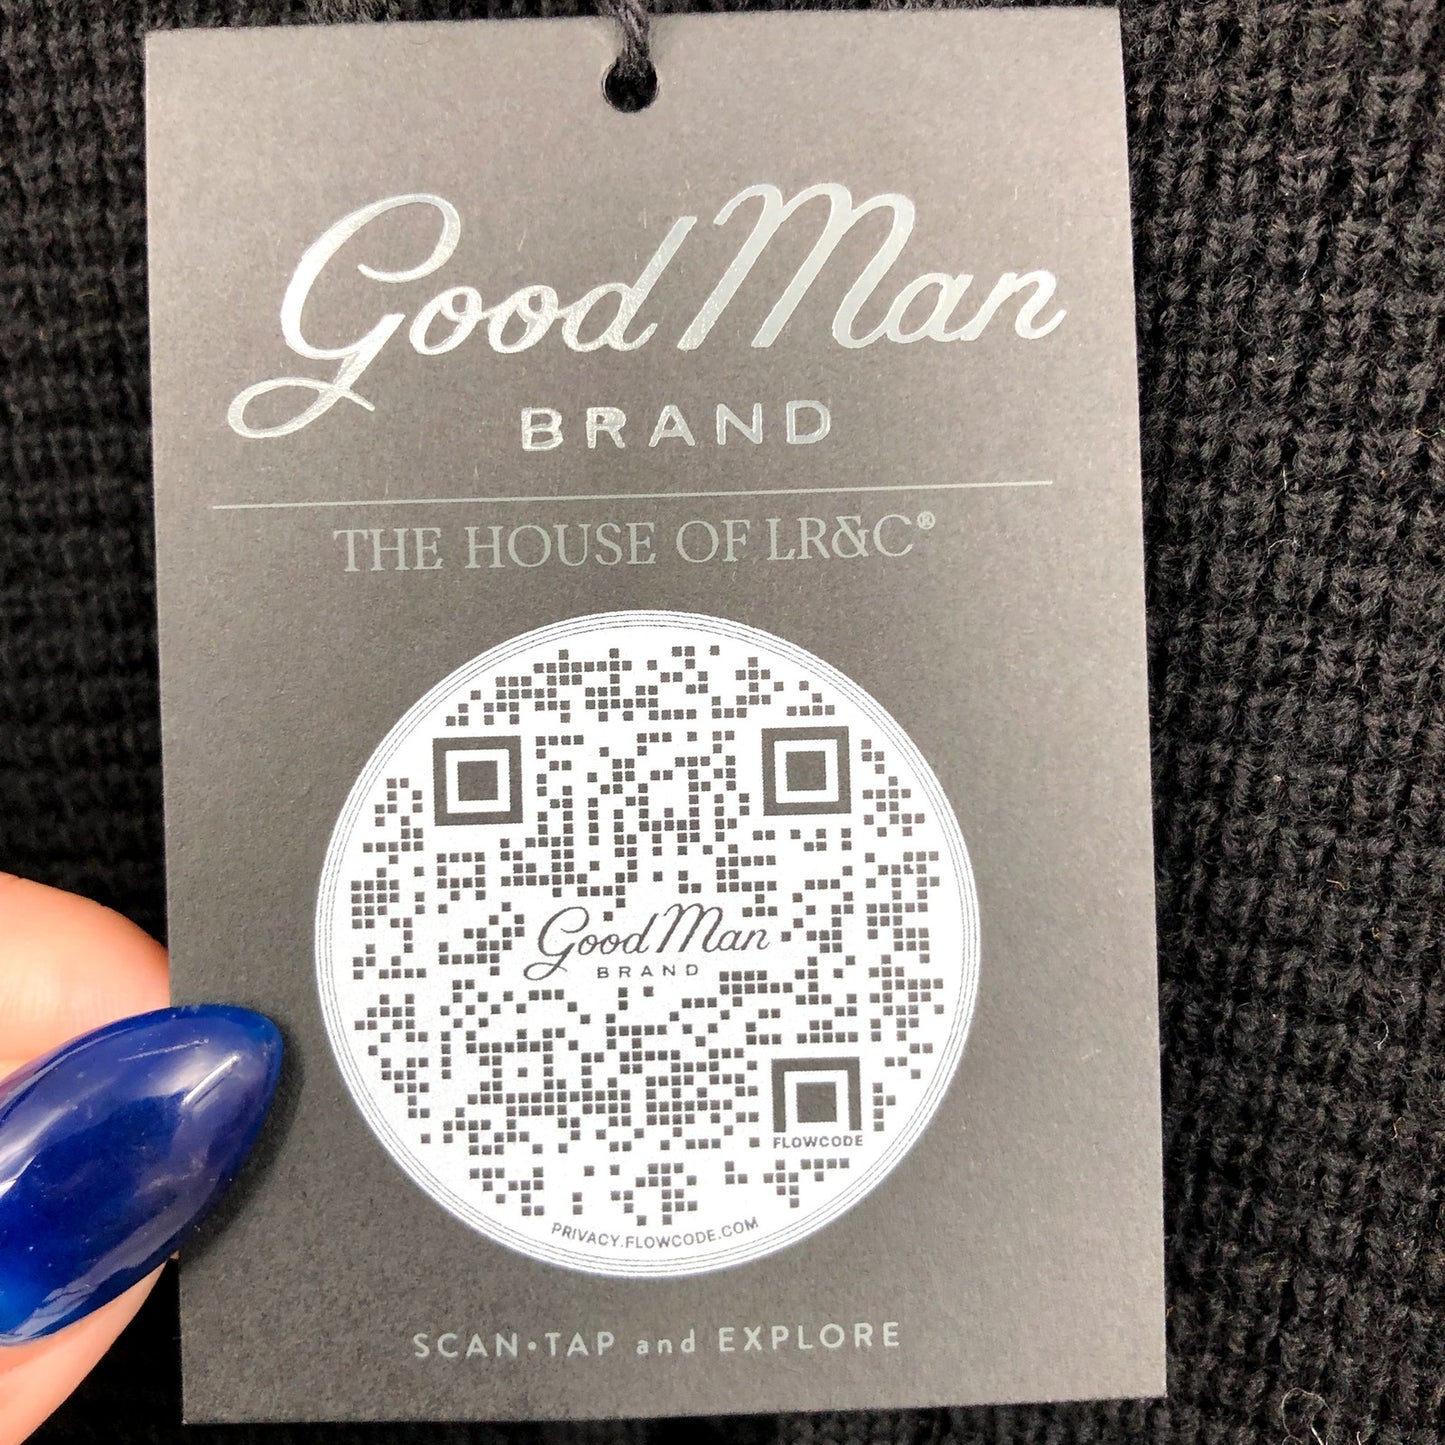 Good Man
BRAND
THE HOUSE OF LR&C®
Good Man
BRAND
FLOWCODE
PRIVACY.FLOWCODE.COM
SCAN•TAP and EXPLORE